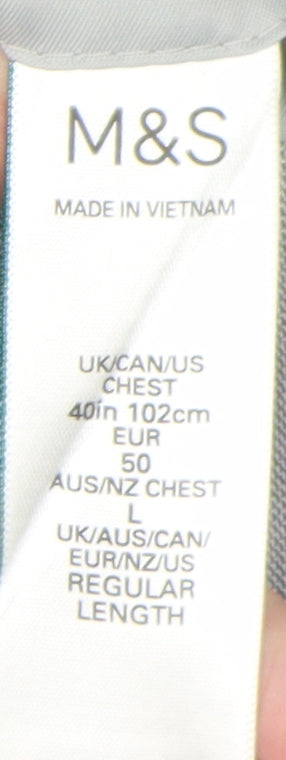 M&S
MADE IN VIETNAM
UK/CAN/US
CHEST
40in 102cm
EUR
50
AUS/NZ CHEST
L
UK/AUS/CAN/
EUR/NZ/US
REGULAR
LENGTH